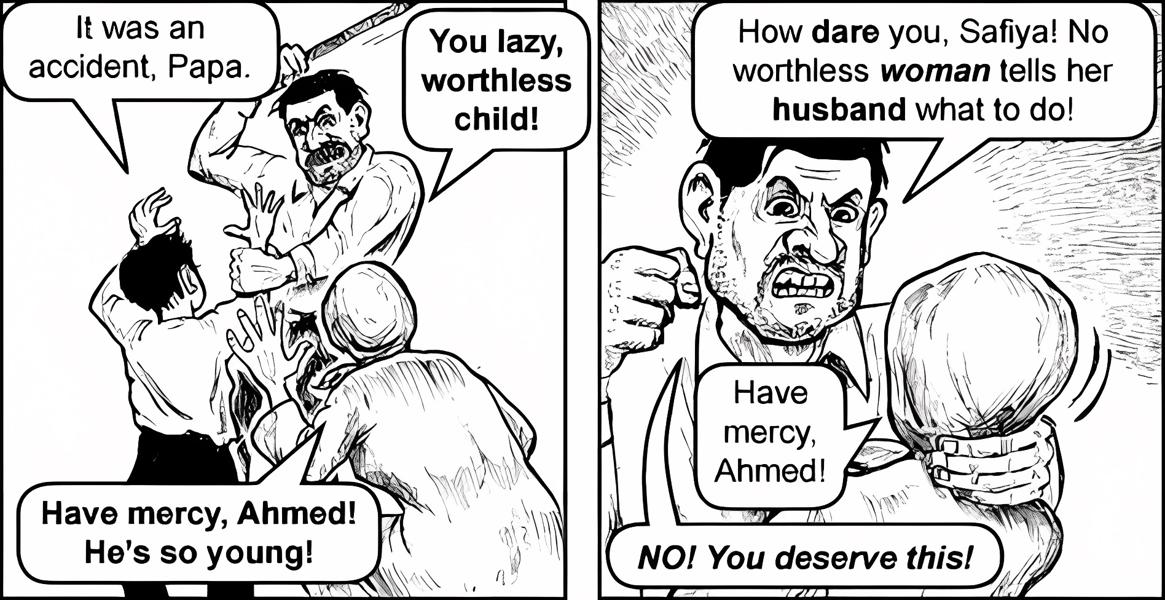 It was an
accident, Papa.
You lazy,
worthless
child!
Have mercy, Ahmed!
He's so young!
How dare you, Safiya! No
worthless woman tells her
husband what to do!
Have
mercy,
Ahmed!
NO! You deserve this!